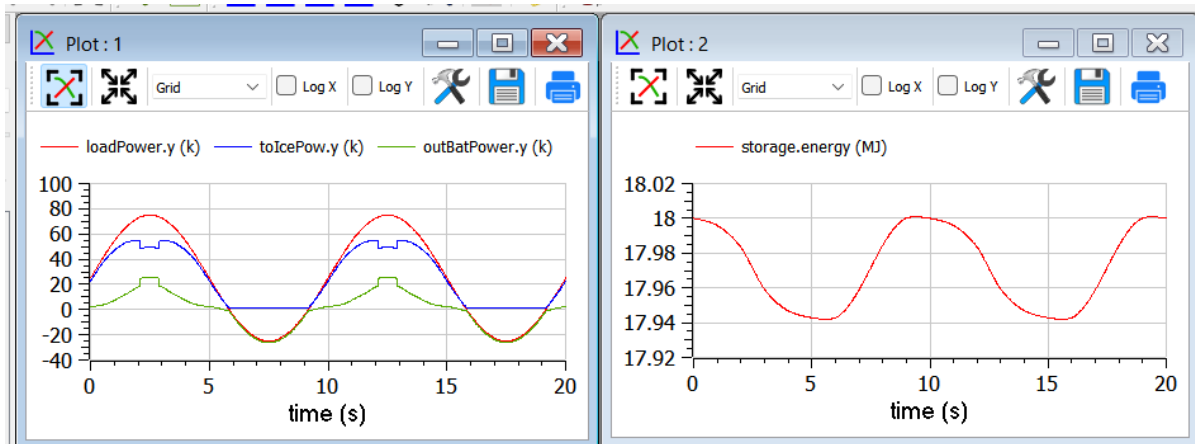 Plot : 1
Grid
Log X
Log Y
loadPower.y (k)
toIcePow.y (k)
outBatPower.y (k)
100
80
60
40
20
0
-20
-40
0
5
10
15
20
time (s)
Plot : 2
Grid
Log X
Log Y
storage.energy (MJ)
18.02
18
17.98
17.96
17.94
17.92
0
5
10
15
20
time (s)